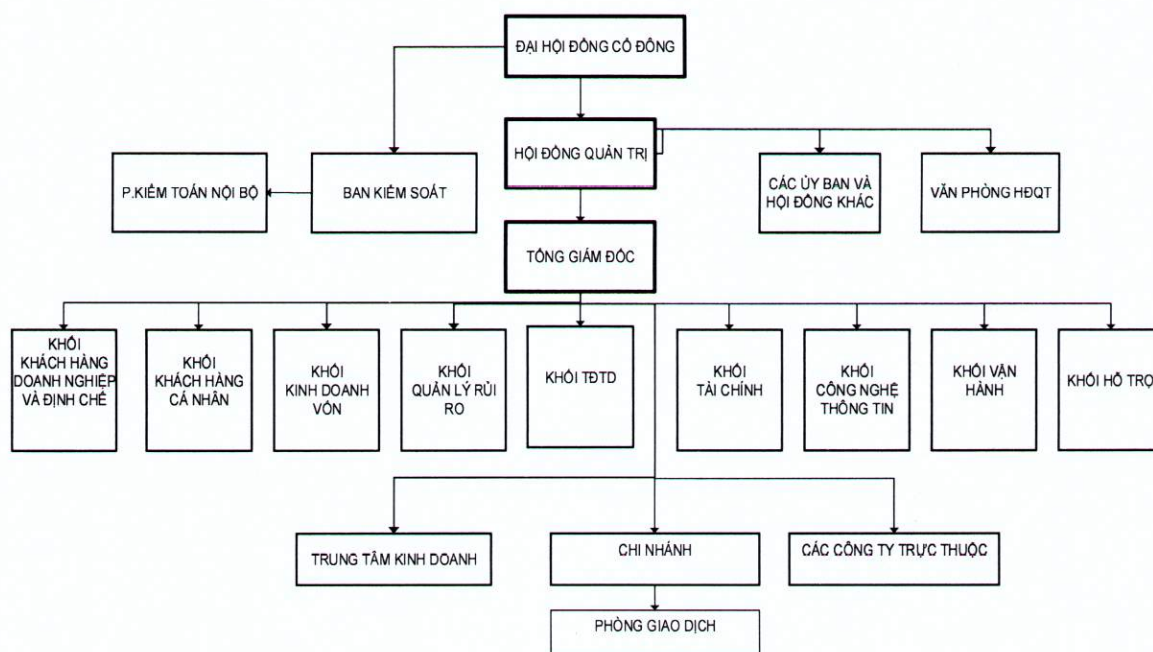 ĐẠI HỘI ĐỒNG CỔ ĐÔNG
HỘI ĐỒNG QUẢN TRỊ
P.KIỂM TOÁN NỘI BỘ
BAN KIỂM SOÁT
CÁC ỦY BAN VÀ
HỘI ĐỒNG KHÁC
VĂN PHÒNG HĐQT
TỔNG GIÁM ĐỐC
KHỐI
KHÁCH HÀNG
DOANH NGHIỆP
VÀ ĐỊNH CHẾ
KHỐI
KHÁCH HÀNG
CÁ NHÂN
KHỐI
KINH DOANH
VỐN
KHỐI
QUẢN LÝ RỦI
RO
KHỐI TĐTD
KHỐI
TÀI CHÍNH
KHỐI
CÔNG NGHỆ
THÔNG TIN
KHỐI VẬN
HÀNH
KHỐI HỖ TRỢ
TRUNG TÂM KINH DOANH
CHI NHÁNH
CÁC CÔNG TY TRỰC THUỘC
PHÒNG GIAO DỊCH